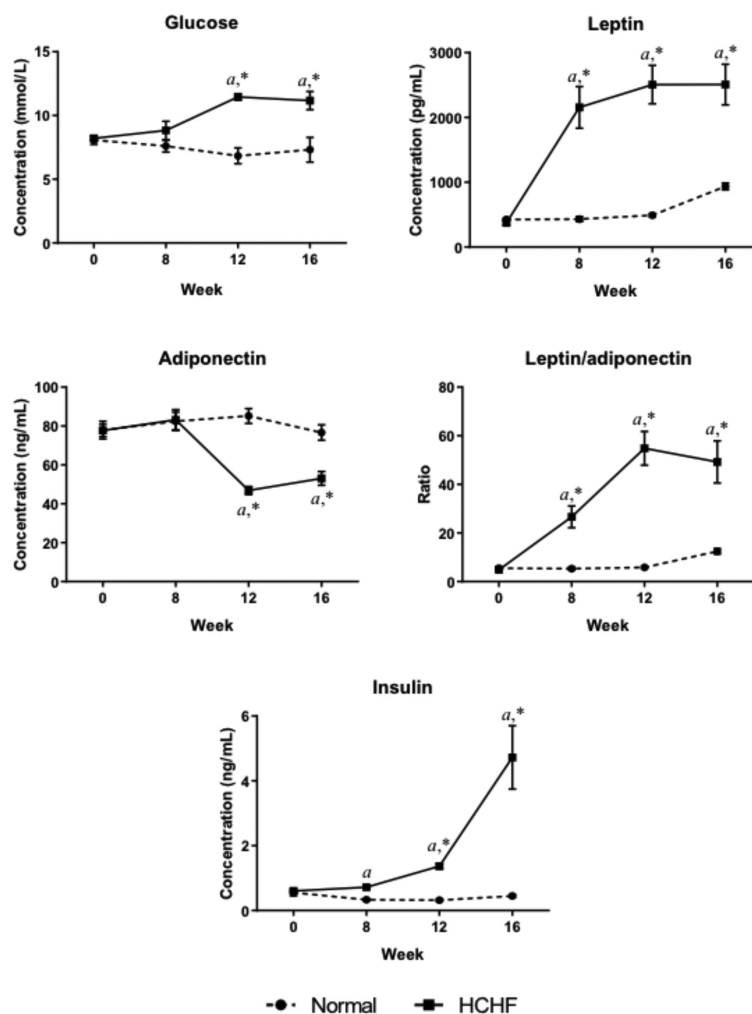 Glucose
Concentration (mmol/L)
15
10
5
0
a,*
a,*
0 8 12 16
Week
Leptin
Concentration (pg/mL)
3000
2000
1000
0
a,*
a,*
a,*
0 8 12 16
Week
Adiponectin
Concentration (ng/mL)
100
80
60
40
20
0
a,*
a,*
0 8 12 16
Week
Leptin/adiponectin
Ratio
80
60
40
20
0
a,*
a,*
a,*
0 8 12 16
Week
Insulin
Concentration (ng/mL)
6
4
2
0
a
a,*
a,*
0 8 12 16
Week
Normal HCHF